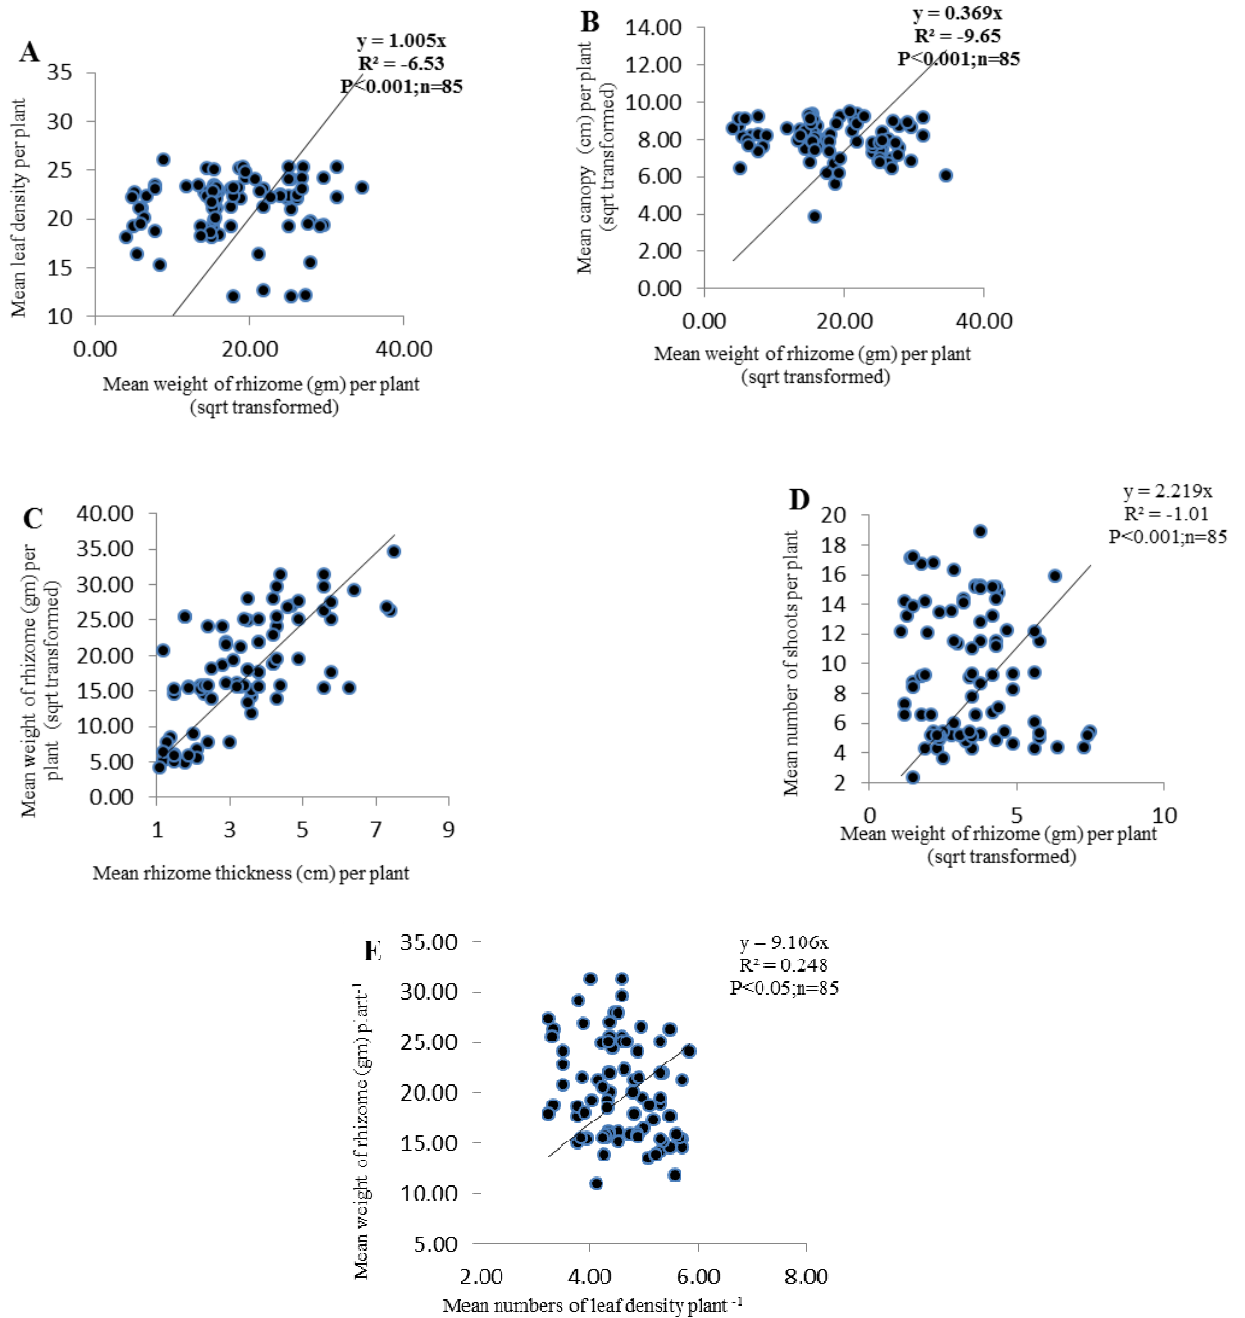 A
y = 1.005x
R² = -6.53
P<0.001;n=85
Mean leaf density per plant
35
30
25
20
15
10
0.00 20.00 40.00
Mean weight of rhizome (gm) per plant
(sqrt transformed)
B
y = 0.369x
R² = -9.65
P<0.001;n=85
Mean canopy (cm) per plant
(sqrt transformed)
14.00
12.00
10.00
8.00
6.00
4.00
2.00
0.00
0.00 20.00 40.00
Mean weight of rhizome (gm) per plant
(sqrt transformed)
C
Mean weight of rhizome (gm) per
plant (sqrt transformed)
40.00
35.00
30.00
25.00
20.00
15.00
10.00
5.00
0.00
1 3 5 7 9
Mean rhizome thickness (cm) per plant
D
y = 2.219x
R² = -1.01
P<0.001;n=85
Mean number of shoots per plant
20
18
16
14
12
10
8
6
4
2
0 5 10
Mean weight of rhizome (gm) per plant
(sqrt transformed)
E
y = 9.106x
R² = 0.248
P<0.05;n=85
Mean weight of rhizome (gm) plant⁻¹
35.00
30.00
25.00
20.00
15.00
10.00
5.00
2.00 4.00 6.00 8.00
Mean numbers of leaf density plant⁻¹